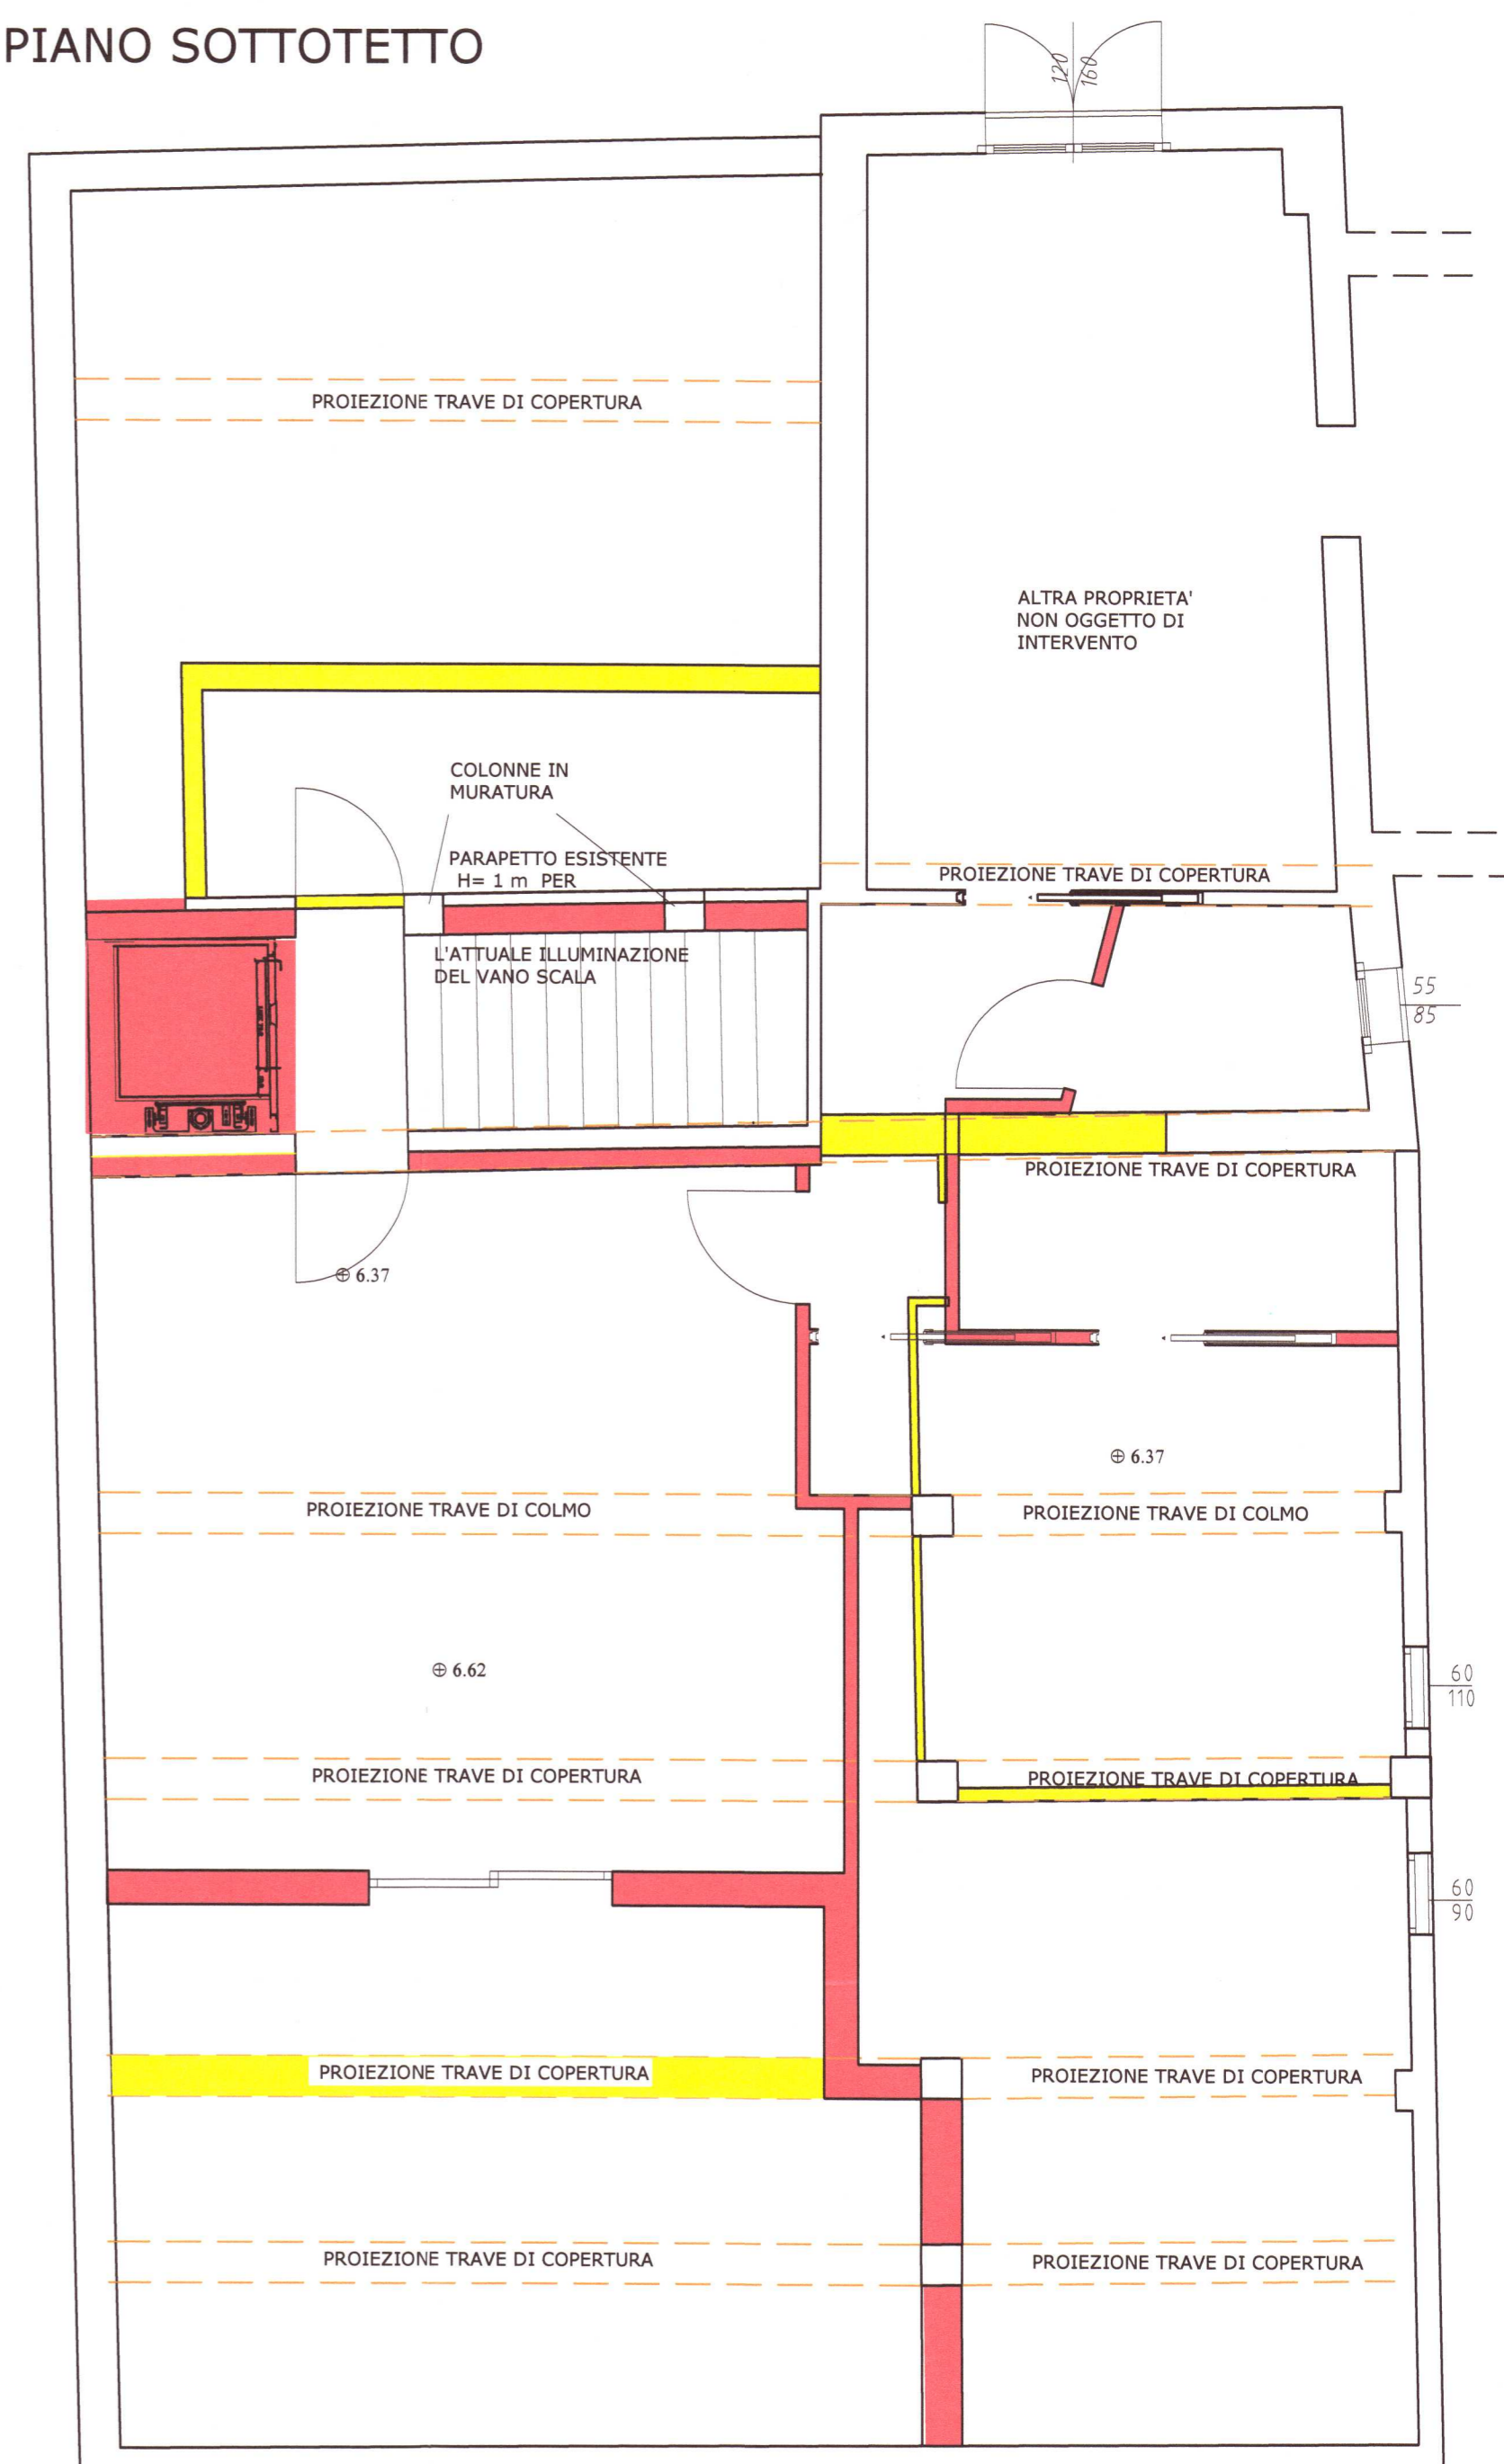 PIANO SOTTOTETTO
120
160
PROIEZIONE TRAVE DI COPERTURA
ALTRA PROPRIETA'
NON OGGETTO DI
INTERVENTO
COLONNE IN
MURATURA
PARAPETTO ESISTENTE
H= 1 m PER
PROIEZIONE TRAVE DI COPERTURA
L'ATTUALE ILLUMINAZIONE
DEL VANO SCALA
55
85
PROIEZIONE TRAVE DI COPERTURA
6.37
6.37
PROIEZIONE TRAVE DI COLMO
PROIEZIONE TRAVE DI COLMO
6.62
60
110
PROIEZIONE TRAVE DI COPERTURA
PROIEZIONE TRAVE DI COPERTURA
60
90
PROIEZIONE TRAVE DI COPERTURA
PROIEZIONE TRAVE DI COPERTURA
PROIEZIONE TRAVE DI COPERTURA
PROIEZIONE TRAVE DI COPERTURA